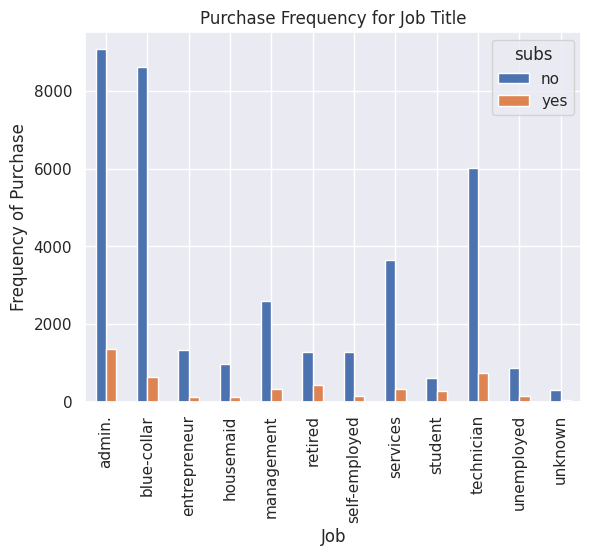 Purchase Frequency for Job Title
subs
no
yes
Frequency of Purchase
8000
6000
4000
2000
0
admin.
blue-collar
entrepreneur
housemaid
management
retired
self-employed
services
student
technician
unemployed
unknown
Job